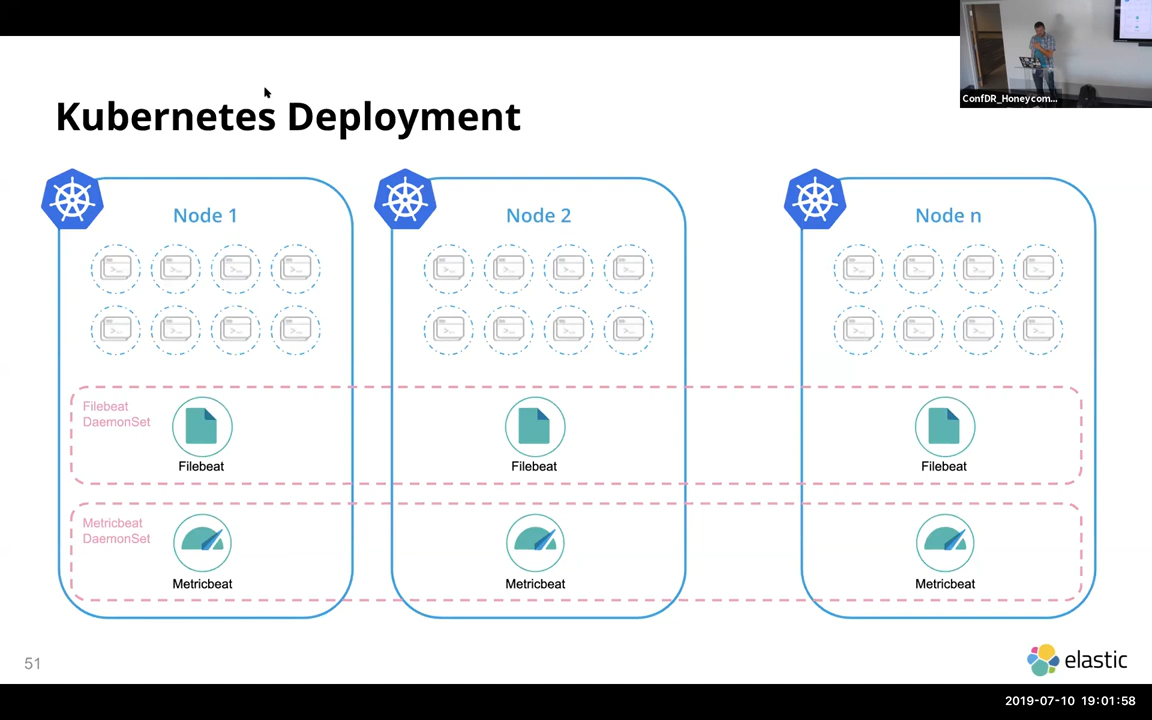 ConfDR_Honeycom...
Kubernetes Deployment
Node 1
Node 2
Node n
Filebeat
DaemonSet
Filebeat
Filebeat
Filebeat
Metricbeat
DaemonSet
Metricbeat
Metricbeat
Metricbeat
51
elastic
2019-07-10 19:01:58